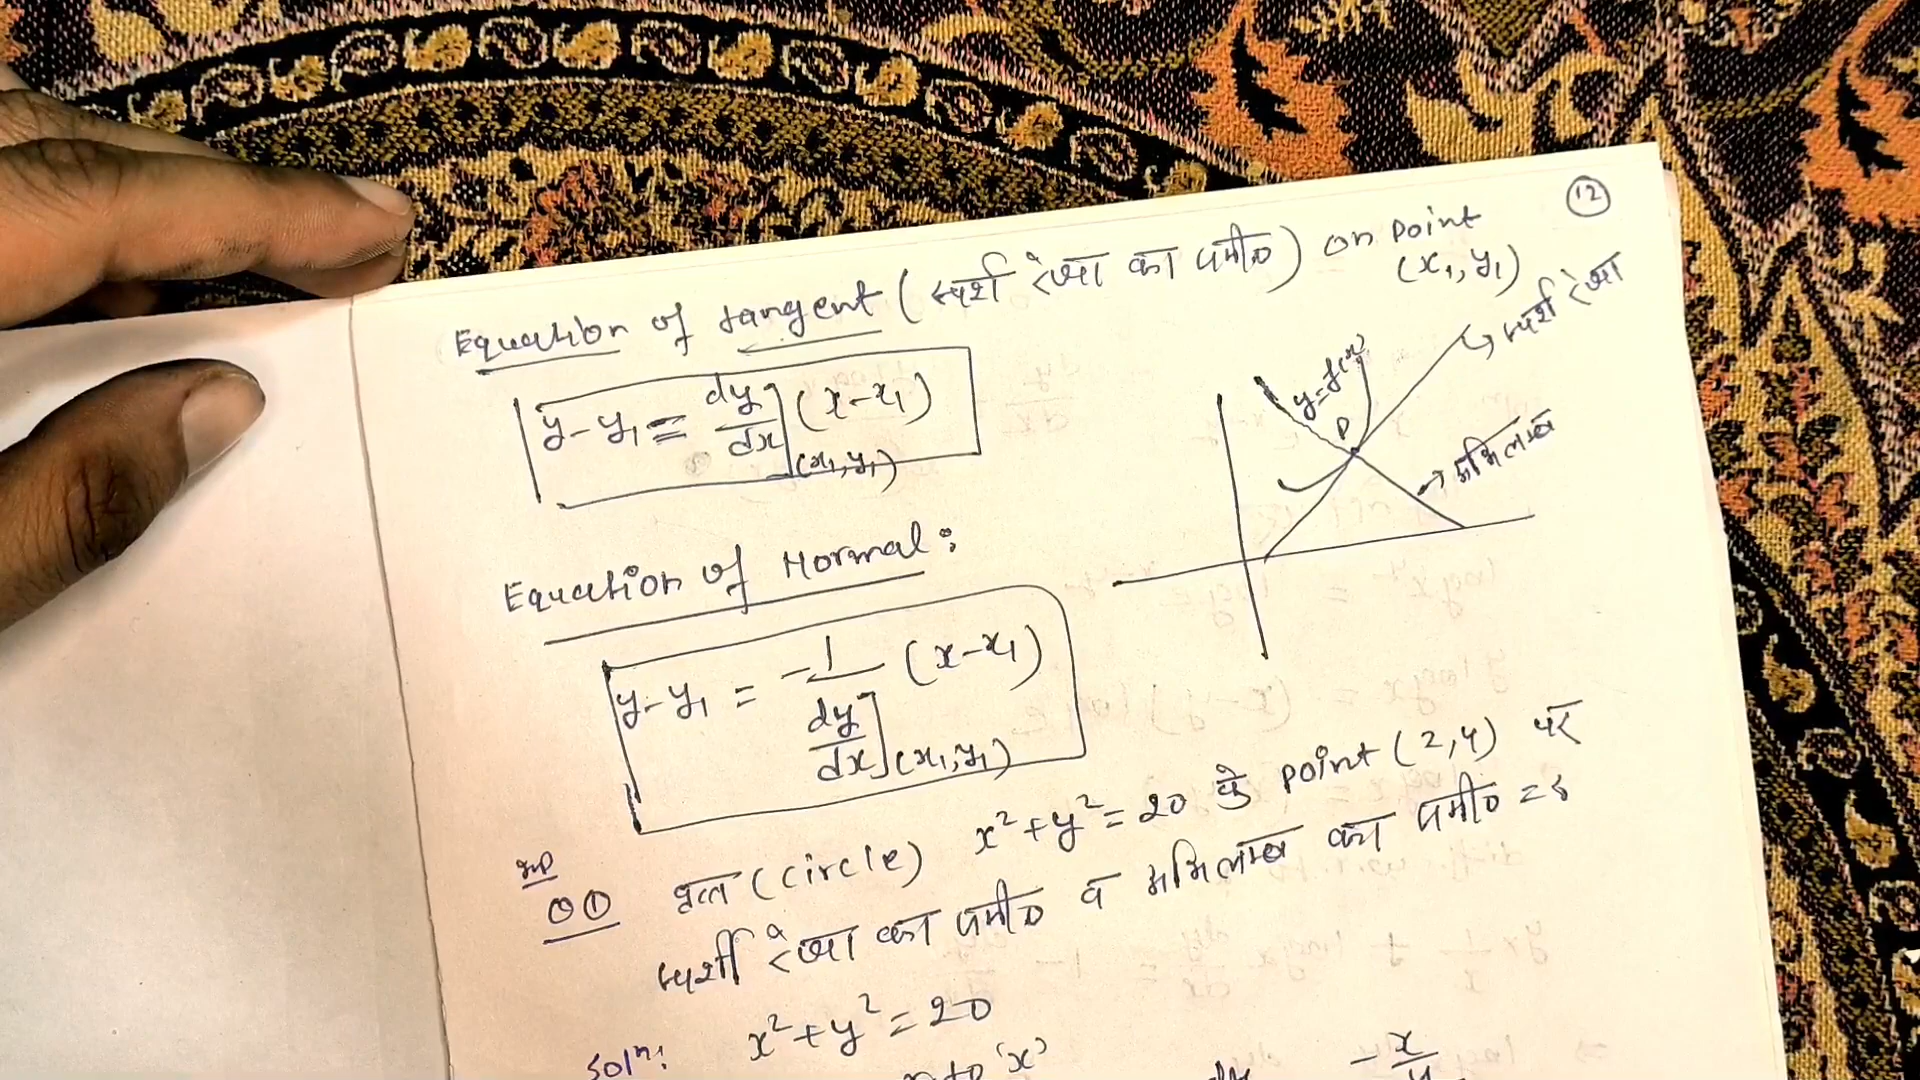 12
Equation of tangent (स्पर्श रेखा का समी०) on point
(x₁, y₁)
y-y₁ = dy/dx](x₁,y₁) (x-x₁)
y=f(x)
P
→ स्पर्श रेखा
→ अभिलम्ब
Equation of Normal:
y-y₁ = -1/(dy/dx](x₁,y₁)) (x-x₁)
Q① वृत्त (circle) x²+y²=20 के point (2,4) पर
स्पर्श रेखा का समी० व अभिलम्ब का समी० =?
Solⁿ: x²+y²=20
to 'x'
-x/y